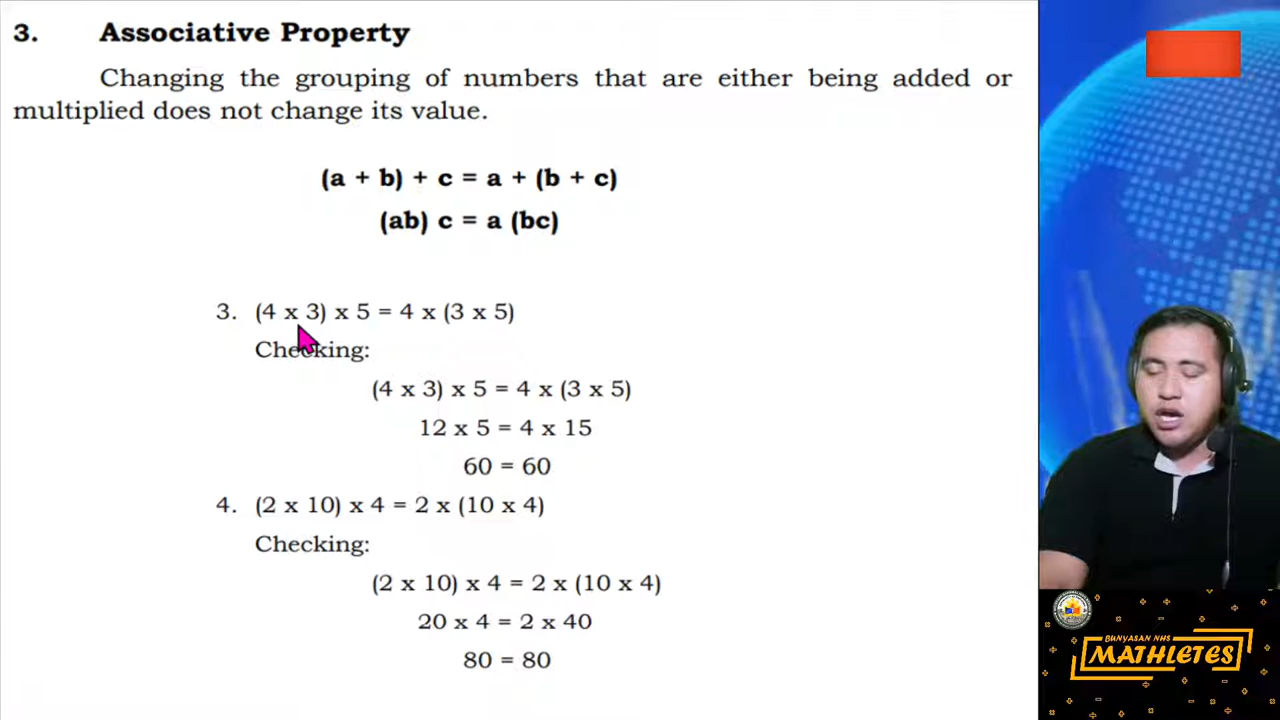 3. Associative Property
Changing the grouping of numbers that are either being added or
multiplied does not change its value.
(a + b) + c = a + (b + c)
(ab) c = a (bc)
3. (4 x 3) x 5 = 4 x (3 x 5)
Checking:
(4 x 3) x 5 = 4 x (3 x 5)
12 x 5 = 4 x 15
60 = 60
4. (2 x 10) x 4 = 2 x (10 x 4)
Checking:
(2 x 10) x 4 = 2 x (10 x 4)
20 x 4 = 2 x 40
80 = 80
BUNYASAN NHS
MATHLETES